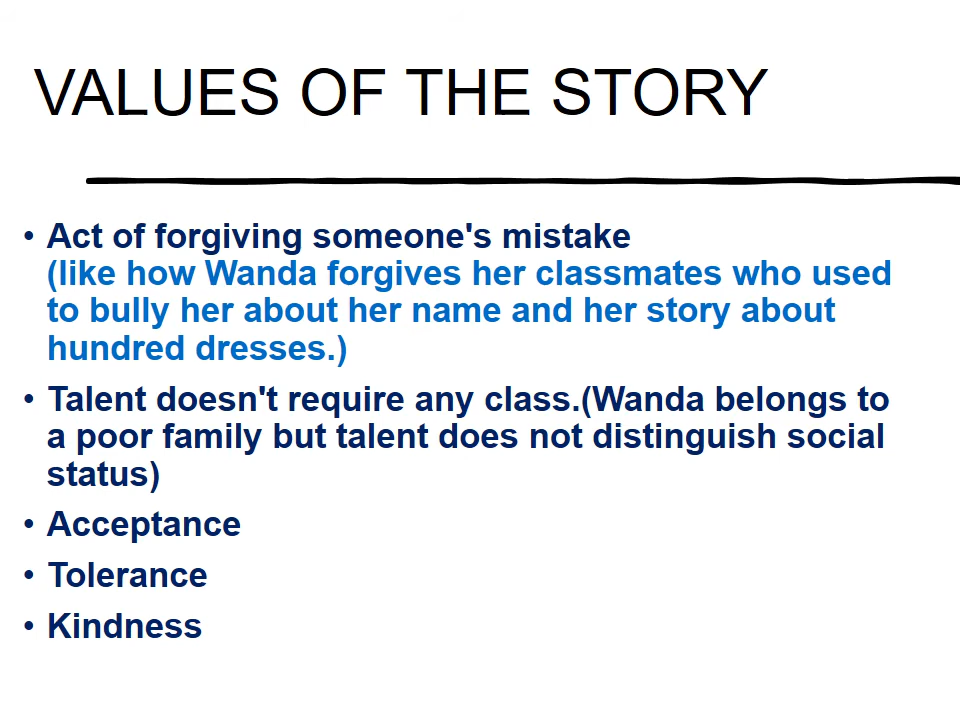 VALUES OF THE STORY
• Act of forgiving someone's mistake
(like how Wanda forgives her classmates who used
to bully her about her name and her story about
hundred dresses.)
• Talent doesn't require any class.(Wanda belongs to
a poor family but talent does not distinguish social
status)
• Acceptance
• Tolerance
• Kindness